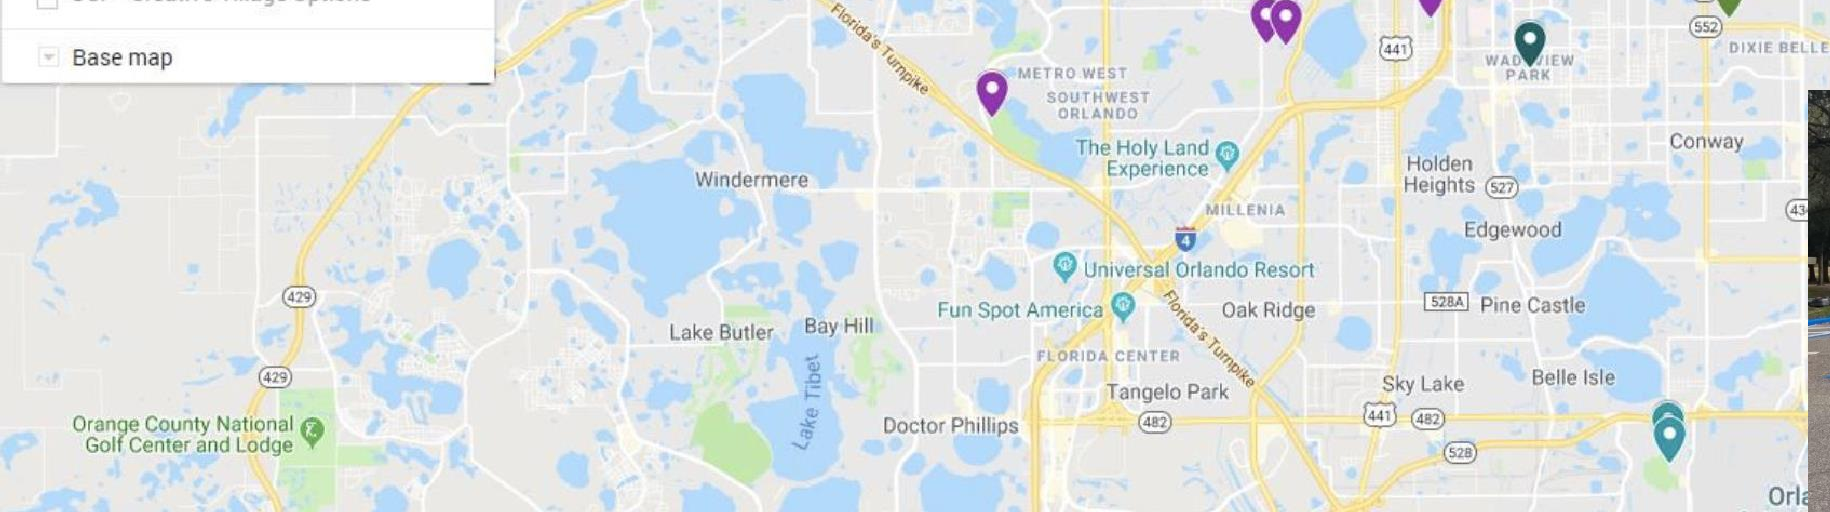 Base map
Florida's Turnpike
441
552
DIXIE BELLE
WADEVIEW
PARK
METRO WEST
SOUTHWEST
ORLANDO
The Holy Land
Experience
Conway
Holden
Heights
527
Windermere
MILLENIA
43
Edgewood
4
Universal Orlando Resort
429
528A
Pine Castle
Fun Spot America
Oak Ridge
Florida's Turnpike
Lake Butler
Bay Hill
FLORIDA CENTER
429
Tangelo Park
Sky Lake
Belle Isle
Lake Tibet
Orange County National
Golf Center and Lodge
Doctor Phillips
482
441
482
528
Orla